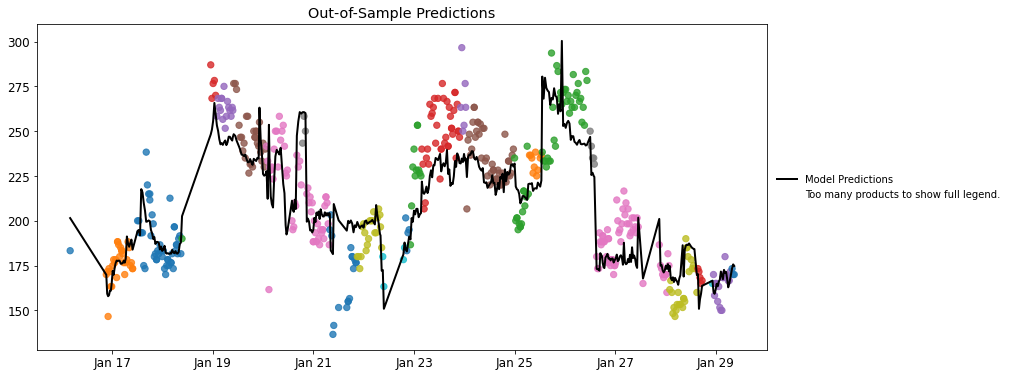 Out-of-Sample Predictions
300
275
250
225
200
175
150
Jan 17 Jan 19 Jan 21 Jan 23 Jan 25 Jan 27 Jan 29
Model Predictions
Too many products to show full legend.